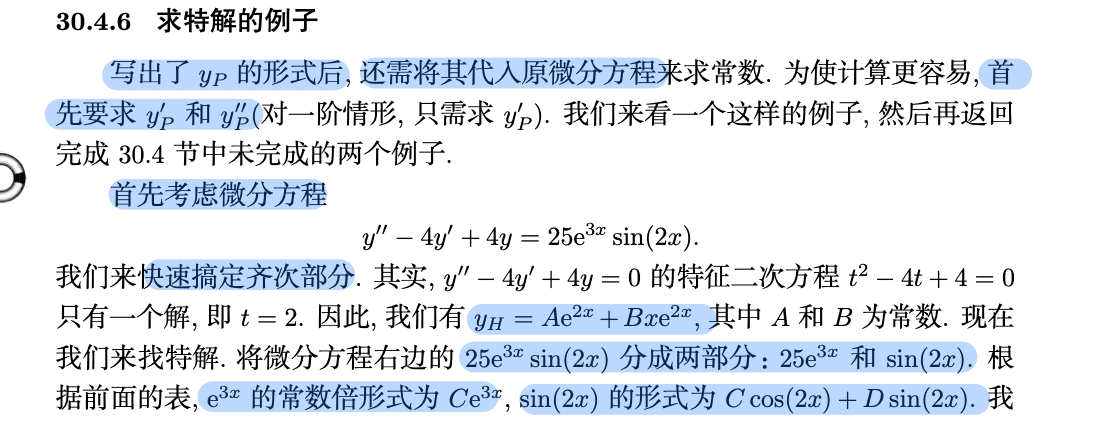 30.4.6 求特解的例子
写出了 y_P 的形式后, 还需将其代入原微分方程来求常数. 为使计算更容易, 首
先要求 y′_P 和 y″_P(对一阶情形, 只需求 y′_P). 我们来看一个这样的例子, 然后再返回
完成 30.4 节中未完成的两个例子.
首先考虑微分方程
y″ − 4y′ + 4y = 25e^{3x} sin(2x).
我们来快速搞定齐次部分. 其实, y″ − 4y′ + 4y = 0 的特征二次方程 t² − 4t + 4 = 0
只有一个解, 即 t = 2. 因此, 我们有 y_H = Ae^{2x} + Bxe^{2x}, 其中 A 和 B 为常数. 现在
我们来找特解. 将微分方程右边的 25e^{3x} sin(2x) 分成两部分: 25e^{3x} 和 sin(2x). 根
据前面的表, e^{3x} 的常数倍形式为 Ce^{3x}, sin(2x) 的形式为 C cos(2x) + D sin(2x). 我